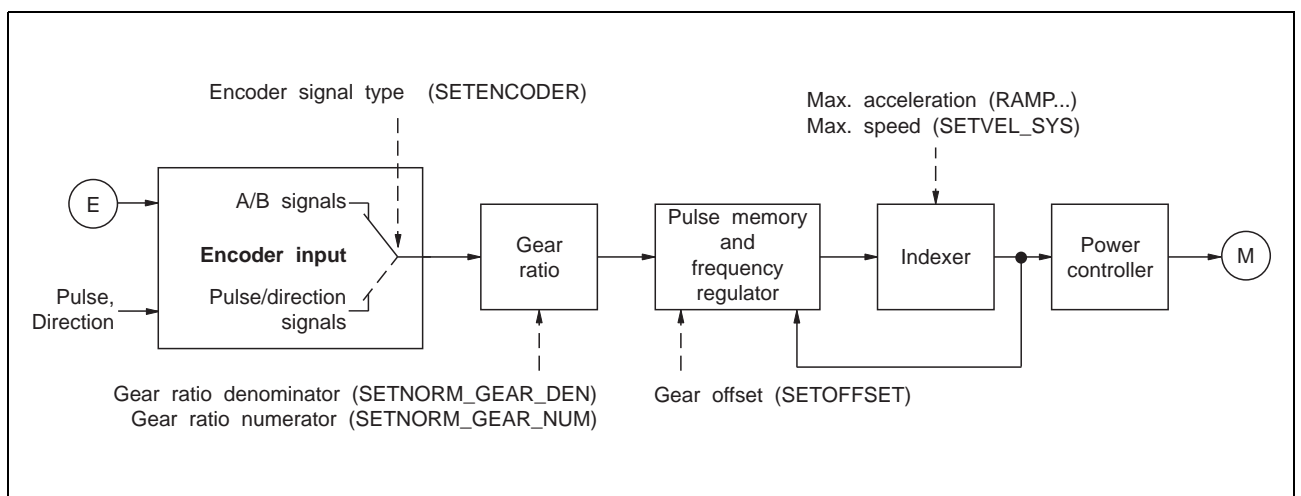 Encoder signal type (SETENCODER)
Max. acceleration (RAMP...)
Max. speed (SETVEL_SYS)
E
A/B signals
Encoder input
Pulse/direction
signals
Pulse,
Direction
Gear
ratio
Pulse memory
and
frequency
regulator
Indexer
Power
controller
M
Gear ratio denominator (SETNORM_GEAR_DEN)
Gear ratio numerator (SETNORM_GEAR_NUM)
Gear offset (SETOFFSET)